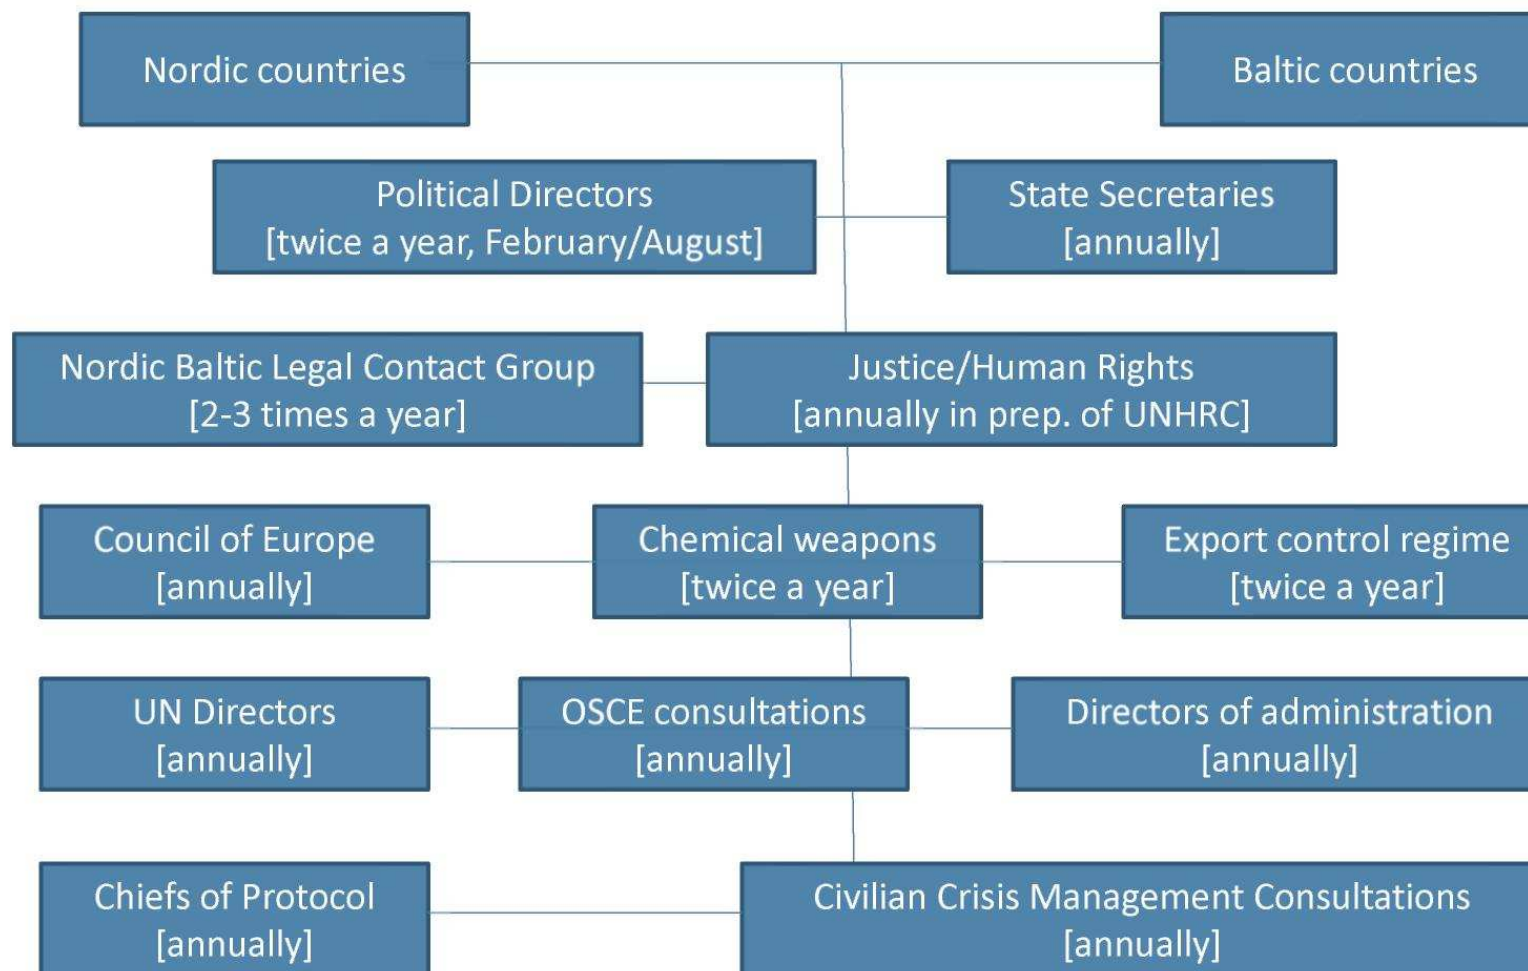 Nordic countries
Baltic countries
Political Directors
[twice a year, February/August]
State Secretaries
[annually]
Nordic Baltic Legal Contact Group
[2-3 times a year]
Justice/Human Rights
[annually in prep. of UNHRC]
Council of Europe
[annually]
Chemical weapons
[twice a year]
Export control regime
[twice a year]
UN Directors
[annually]
OSCE consultations
[annually]
Directors of administration
[annually]
Chiefs of Protocol
[annually]
Civilian Crisis Management Consultations
[annually]